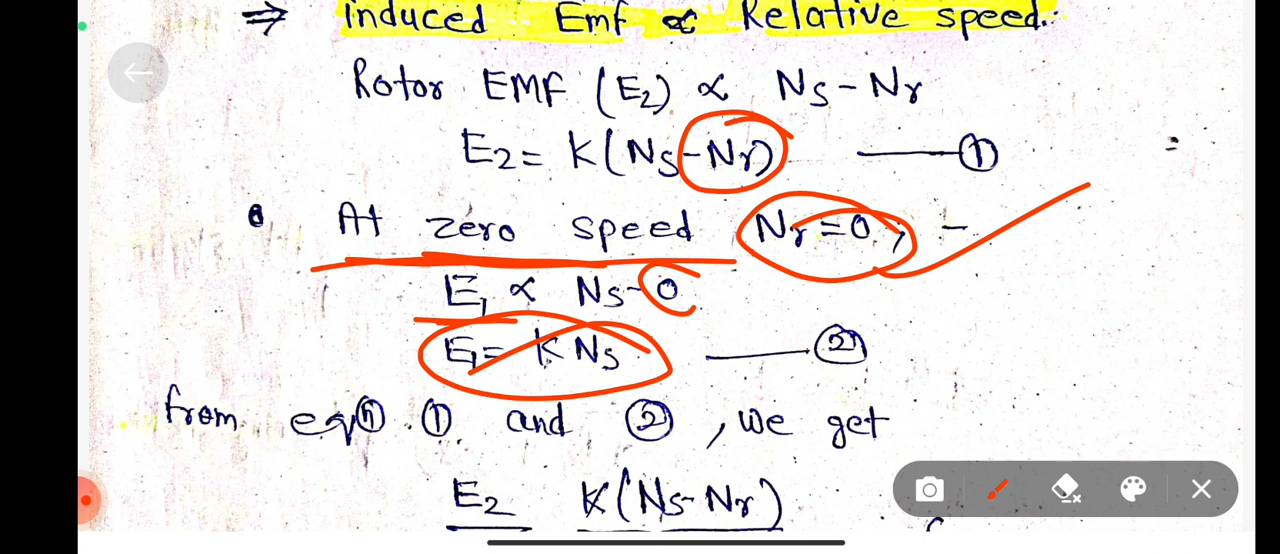 ⇒ induced Emf ∝ Relative speed.
Rotor EMF (E₂) ∝ Ns - Nr
E₂ = K(Ns - Nr) —— ①
At zero speed Nr = 0, -
E₁ ∝ Ns - 0
E₁ = K Ns —— ②
from eqⓝ ① and ②, we get
E₂ K(Ns - Nr)